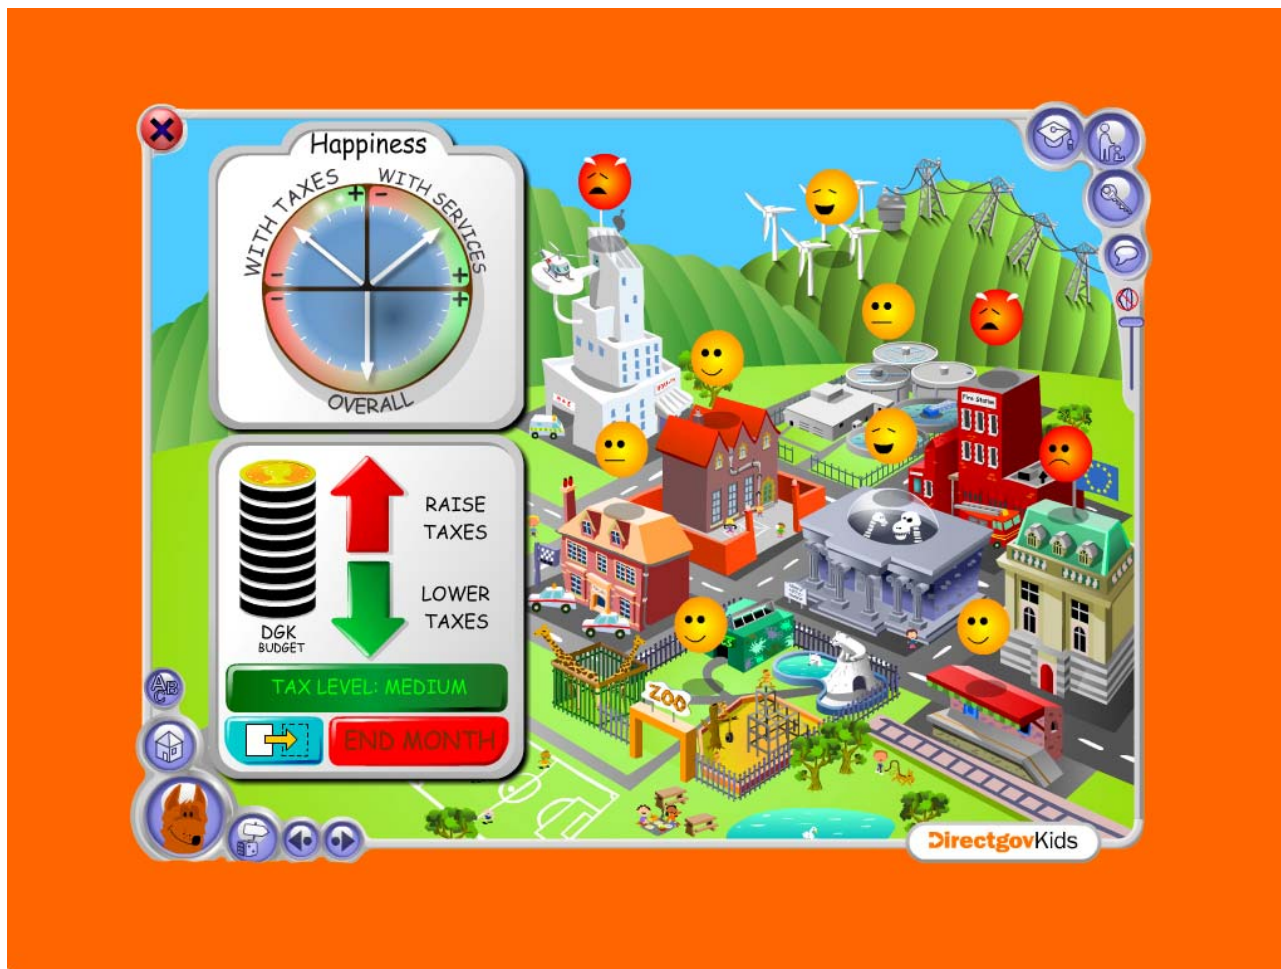 Happiness
WITH TAXES
WITH SERVICES
OVERALL
RAISE
TAXES
LOWER
TAXES
DGK
BUDGET
TAX LEVEL: MEDIUM
END MONTH
Fire Station
ZOO
ABC
DirectgovKids